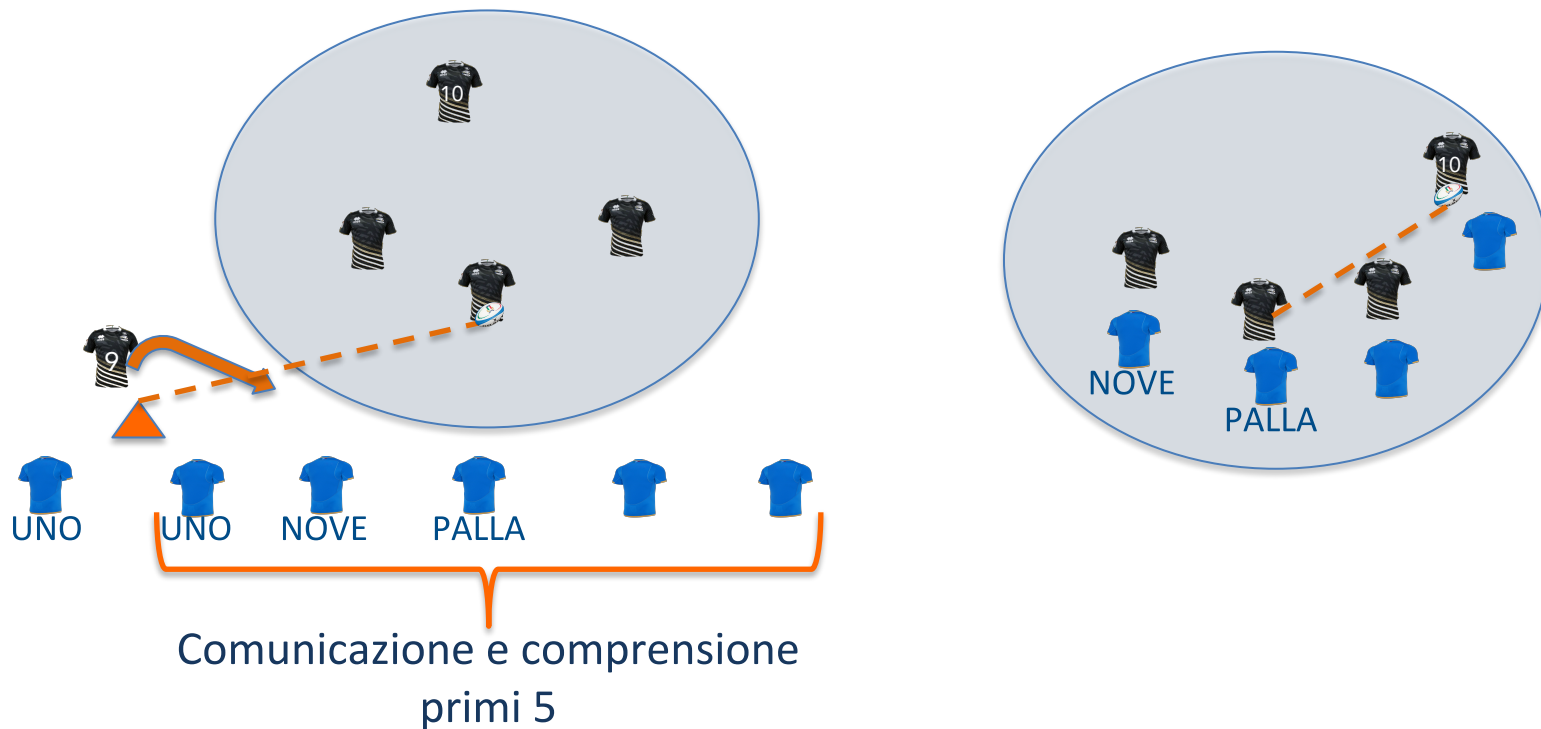 10
9
UNO
UNO
NOVE
PALLA
Comunicazione e comprensione
primi 5
10
NOVE
PALLA